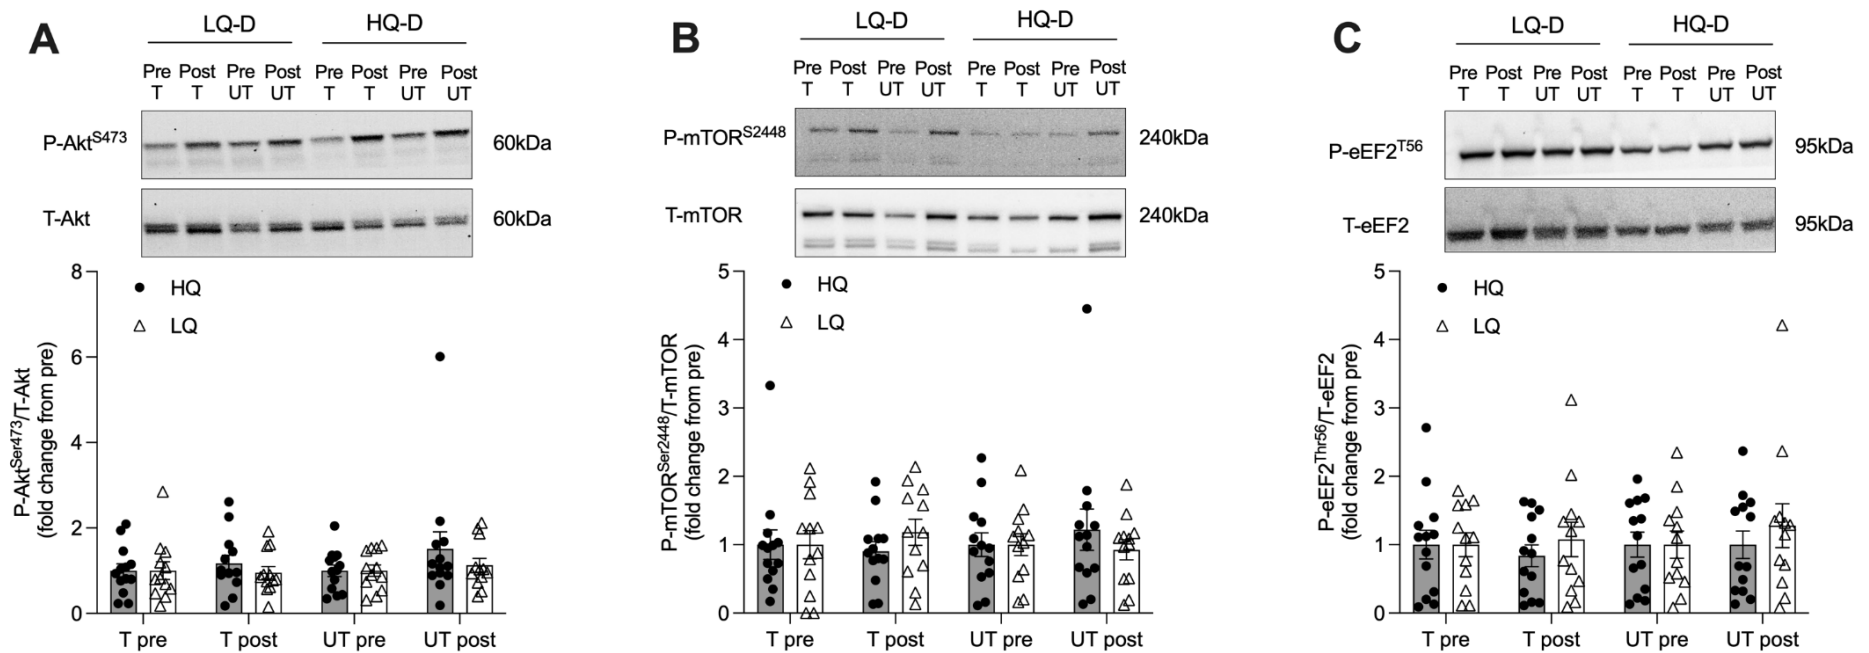 A
LQ-D HQ-D
Pre Post Pre Post Pre Post Pre Post
T T UT UT T T UT UT
P-Akt^S473 60kDa
T-Akt 60kDa
8
6
4
2
0
HQ
LQ
P-Akt^Ser473/T-Akt
(fold change from pre)
T pre T post UT pre UT post
B
LQ-D HQ-D
Pre Post Pre Post Pre Post Pre Post
T T UT UT T T UT UT
P-mTOR^S2448 240kDa
T-mTOR 240kDa
5
4
3
2
1
0
HQ
LQ
P-mTOR^Ser2448/T-mTOR
(fold change from pre)
T pre T post UT pre UT post
C
LQ-D HQ-D
Pre Post Pre Post Pre Post Pre Post
T T UT UT T T UT UT
P-eEF2^T56 95kDa
T-eEF2 95kDa
5
4
3
2
1
0
HQ
LQ
P-eEF2^Thr56/T-eEF2
(fold change from pre)
T pre T post UT pre UT post